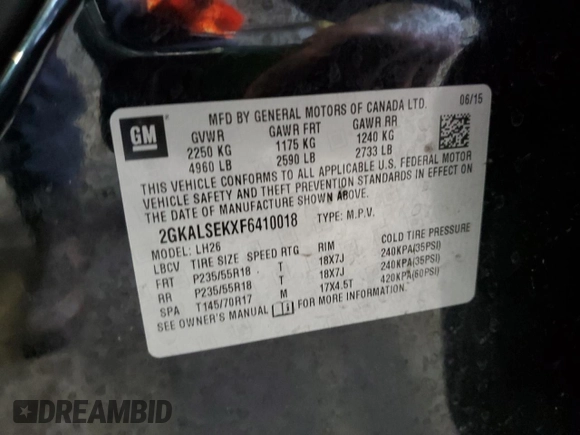 MFD BY GENERAL MOTORS OF CANADA LTD. 06/15
GM
GVWR GAWR FRT GAWR RR
2250 KG 1175 KG 1240 KG
4960 LB 2590 LB 2733 LB
THIS VEHICLE CONFORMS TO ALL APPLICABLE U.S. FEDERAL MOTOR
VEHICLE SAFETY AND THEFT PREVENTION STANDARDS IN EFFECT ON
THE DATE OF MANUFACTURE SHOWN ABOVE.
2GKALSEKXF6410018 TYPE: M.P.V.
MODEL: LH26
LBCV TIRE SIZE SPEED RTG RIM COLD TIRE PRESSURE
FRT P235/55R18 T 18X7J 240KPA(35PSI)
RR P235/55R18 T 18X7J 240KPA(35PSI)
SPA T145/70R17 M 17X4.5T 420KPA(60PSI)
SEE OWNER'S MANUAL FOR MORE INFORMATION.
DREAMBID